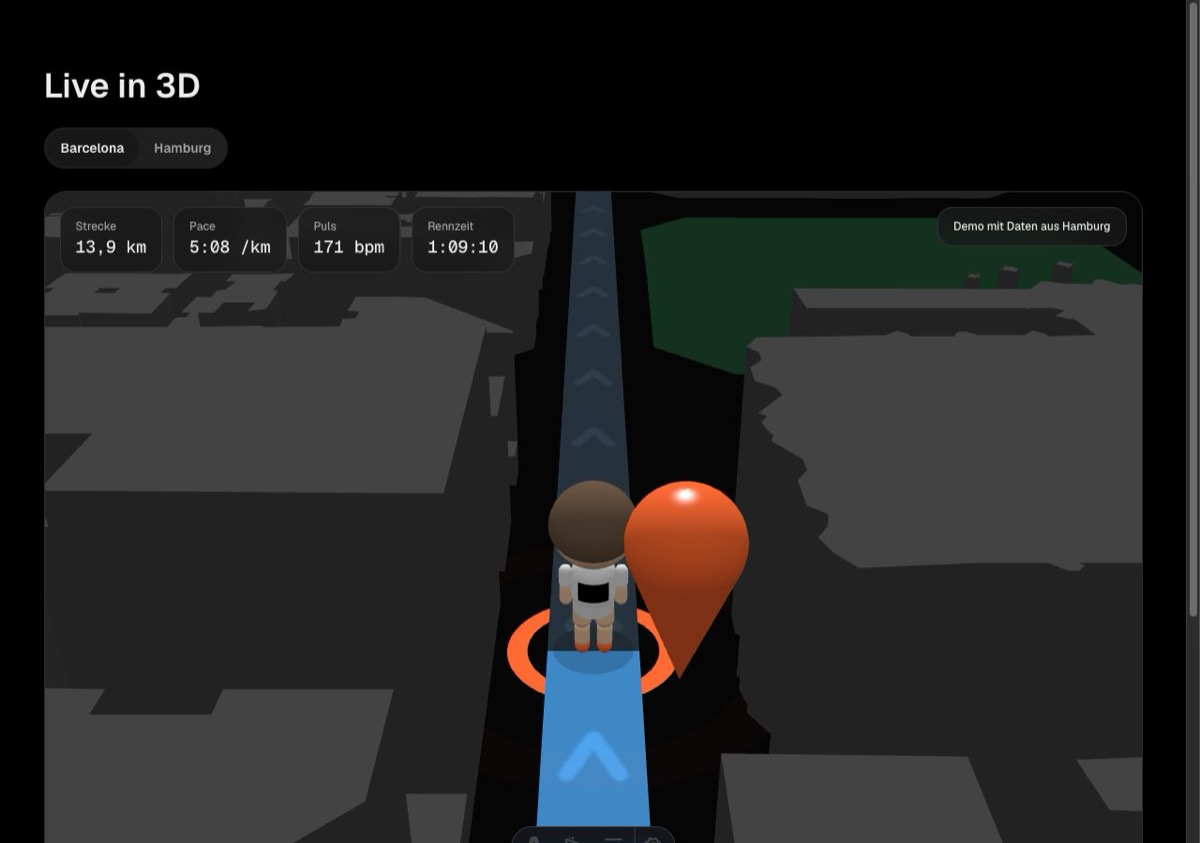 Live in 3D
Barcelona Hamburg
Strecke Pace Puls Rennzeit
13,9 km 5:08 /km 171 bpm 1:09:10
Demo mit Daten aus Hamburg